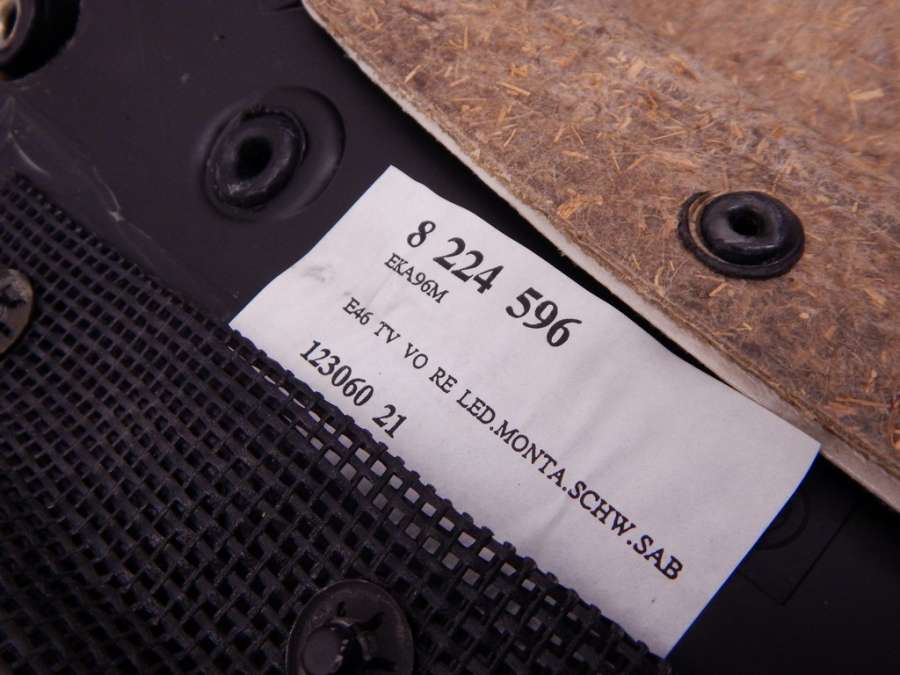 8 224 596
EKA96M
E46 TV VO RE LED.MONTA.SCHW.SAB
123060 21